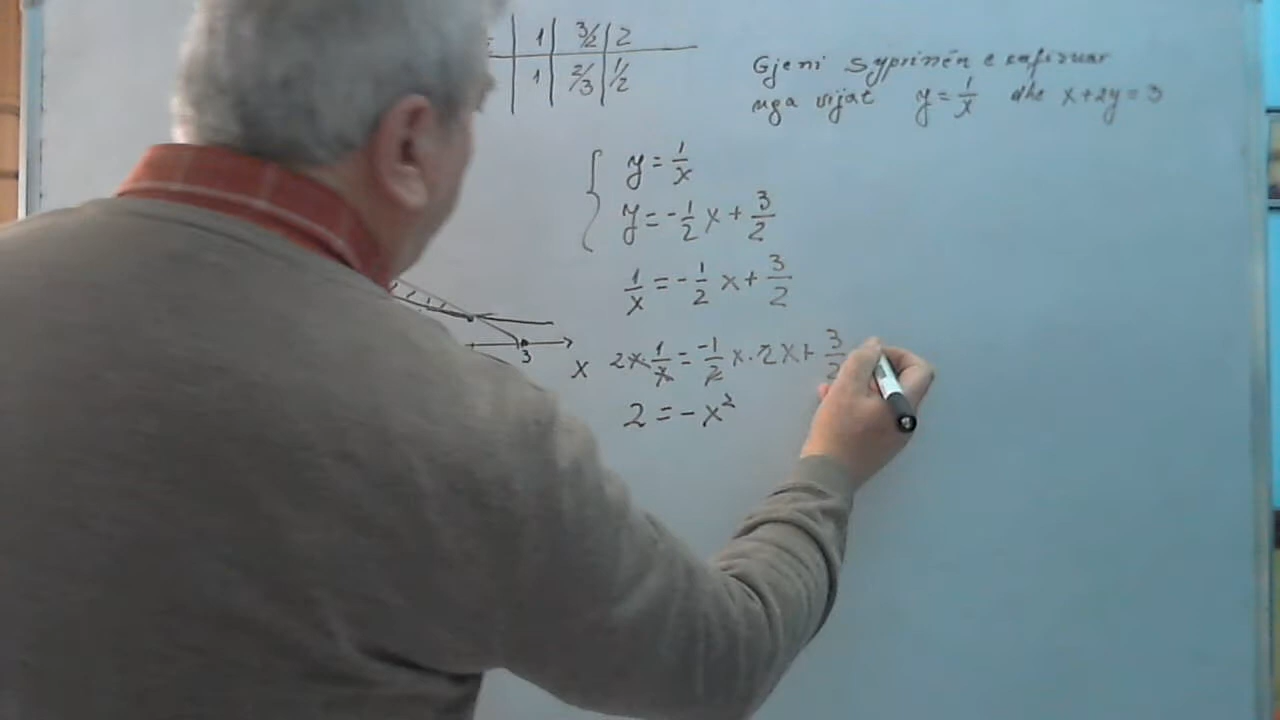 1 3/2 2
1 2/3 1/2
Gjeni syprinën e kufizuar
nga vijat y = 1/x dhe x+2y = 3
{ y = 1/x
y = -1/2 x + 3/2
1/x = -1/2 x + 3/2
2x · 1/x = -1/2 x · 2x + 3/2
2 = -x²
3
x